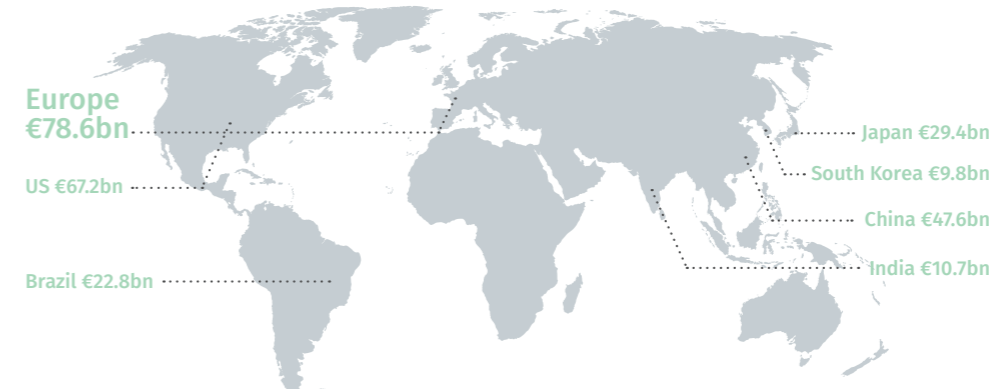 Europe
€78.6bn
US €67.2bn
Brazil €22.8bn
Japan €29.4bn
South Korea €9.8bn
China €47.6bn
India €10.7bn